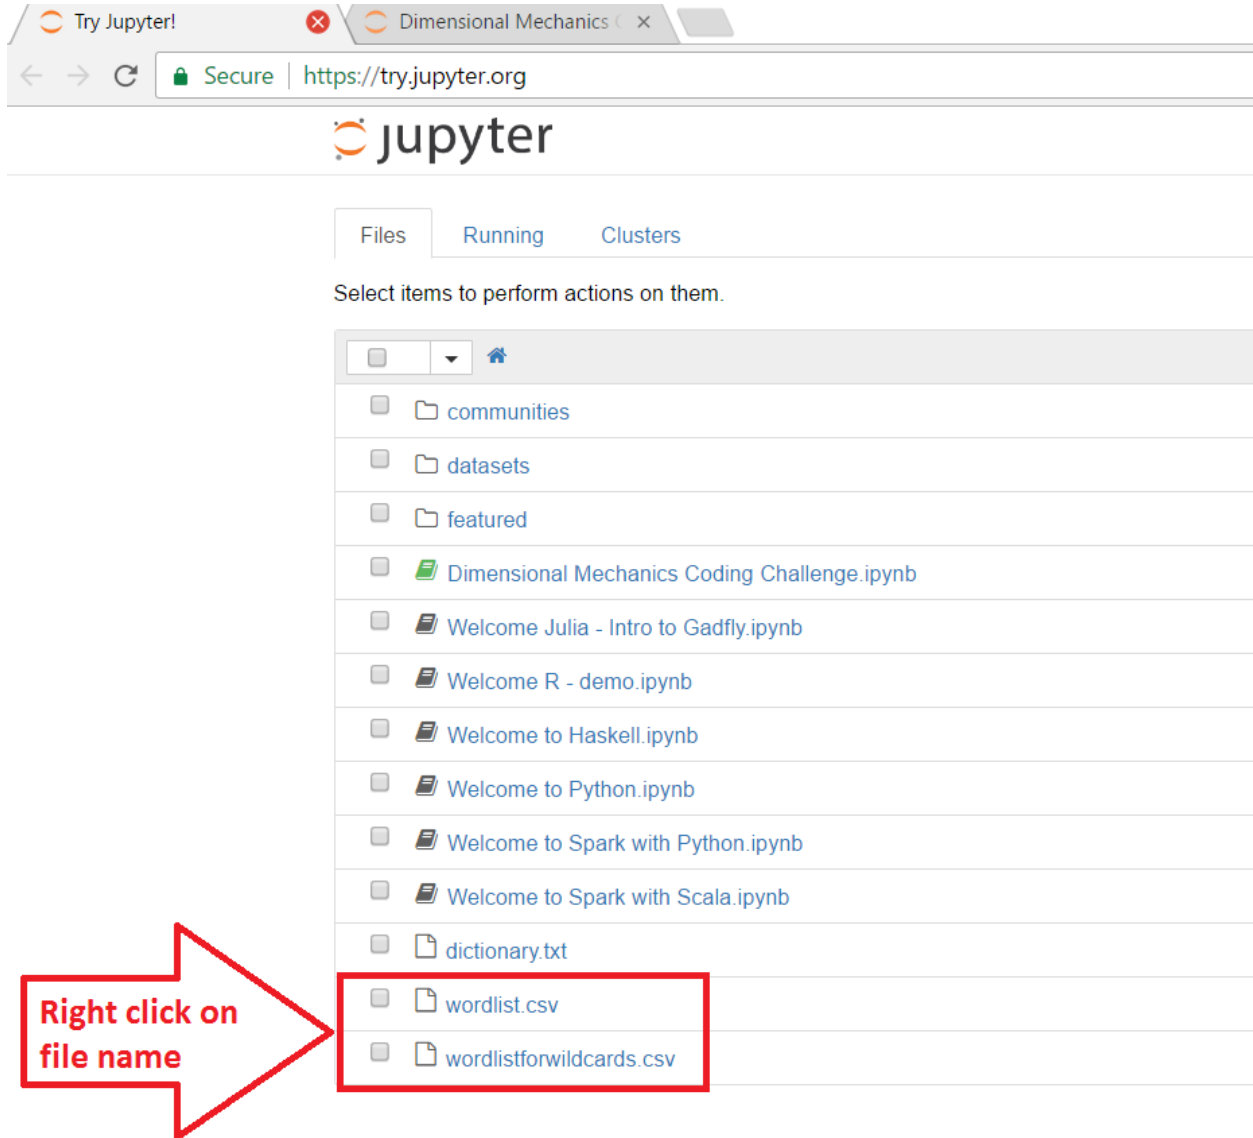 Try Jupyter!
Dimensional Mechanics
Secure
https://try.jupyter.org
jupyter
Files
Running
Clusters
Select items to perform actions on them.
communities
datasets
featured
Dimensional Mechanics Coding Challenge.ipynb
Welcome Julia - Intro to Gadfly.ipynb
Welcome R - demo.ipynb
Welcome to Haskell.ipynb
Welcome to Python.ipynb
Welcome to Spark with Python.ipynb
Welcome to Spark with Scala.ipynb
dictionary.txt
Right click on
file name
wordlist.csv
wordlistforwildcards.csv